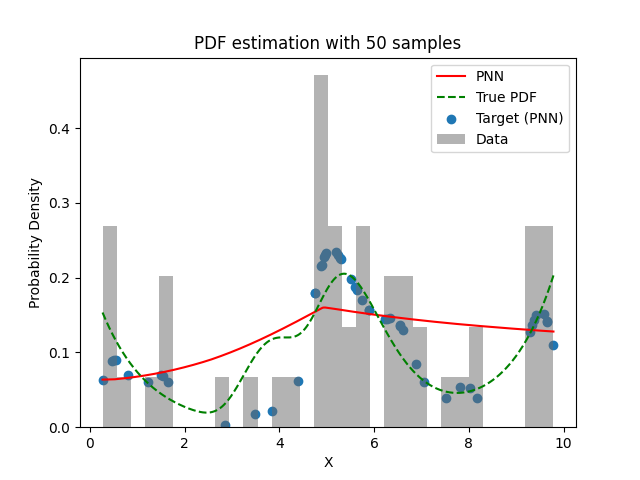 PDF estimation with 50 samples
PNN
True PDF
Target (PNN)
Data
Probability Density
0.4
0.3
0.2
0.1
0.0
0 2 4 6 8 10
X